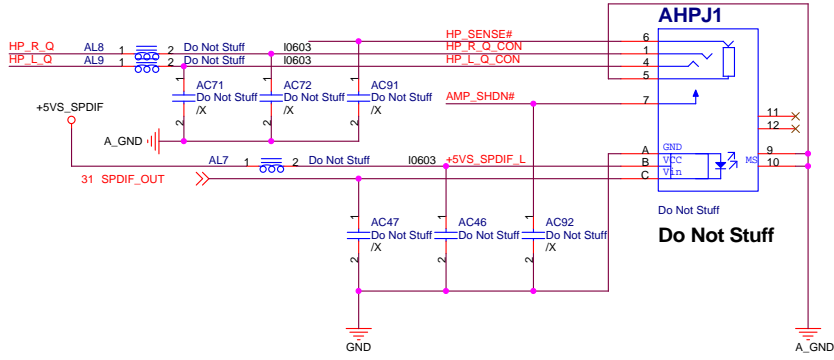 AHPJ1
HP_SENSE# 6
HP_R_Q AL8 1 2 Do Not Stuff I0603 HP_R_Q_CON 1
HP_L_Q AL9 1 2 Do Not Stuff I0603 HP_L_Q_CON 4
5
AC71 AC72 AC91
Do Not Stuff Do Not Stuff Do Not Stuff
/X /X /X
1 1 1
2 2 2
AMP_SHDN# 7
11
12
+5VS_SPDIF
A_GND
A GND 9
AL7 1 2 Do Not Stuff I0603 +5VS_SPDIF_L B VCC MS 10
31 SPDIF_OUT C Vin
Do Not Stuff
Do Not Stuff
AC47 AC46 AC92
Do Not Stuff Do Not Stuff Do Not Stuff
/X /X
1 1 1
2 2 2
GND A_GND